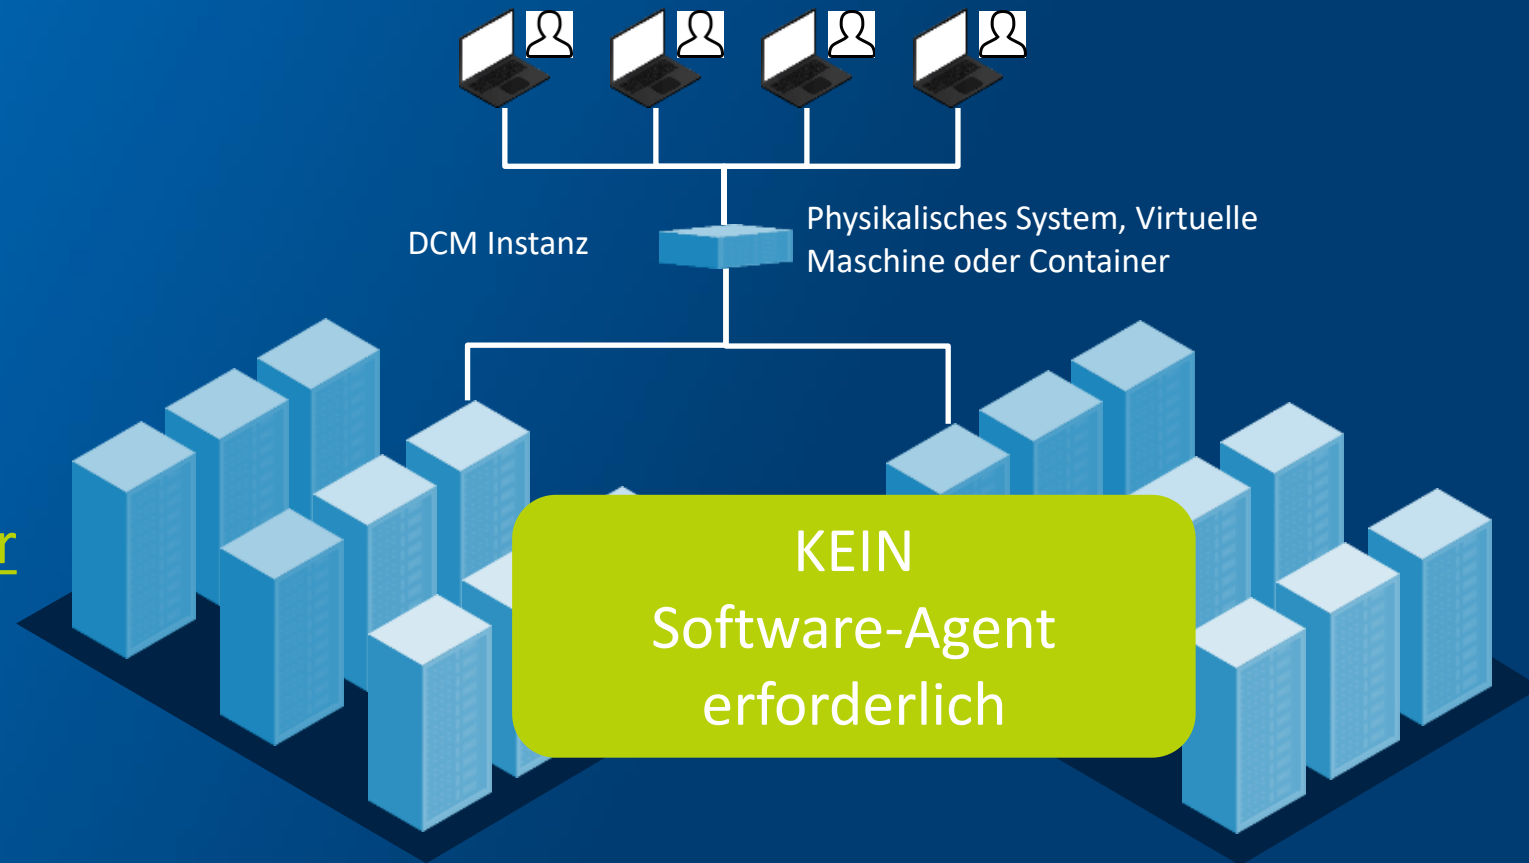 DCM Instanz
Physikalisches System, Virtuelle
Maschine oder Container
r
KEIN
Software-Agent
erforderlich